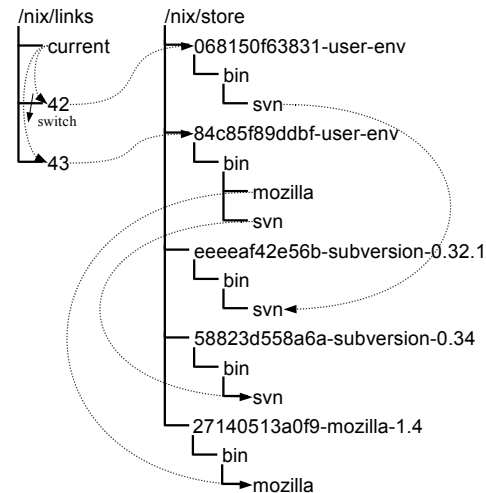 /nix/links
current
42
switch
43
/nix/store
068150f63831-user-env
bin
svn
84c85f89ddbf-user-env
bin
mozilla
svn
eeeeaf42e56b-subversion-0.32.1
bin
svn
58823d558a6a-subversion-0.34
bin
svn
27140513a0f9-mozilla-1.4
bin
mozilla